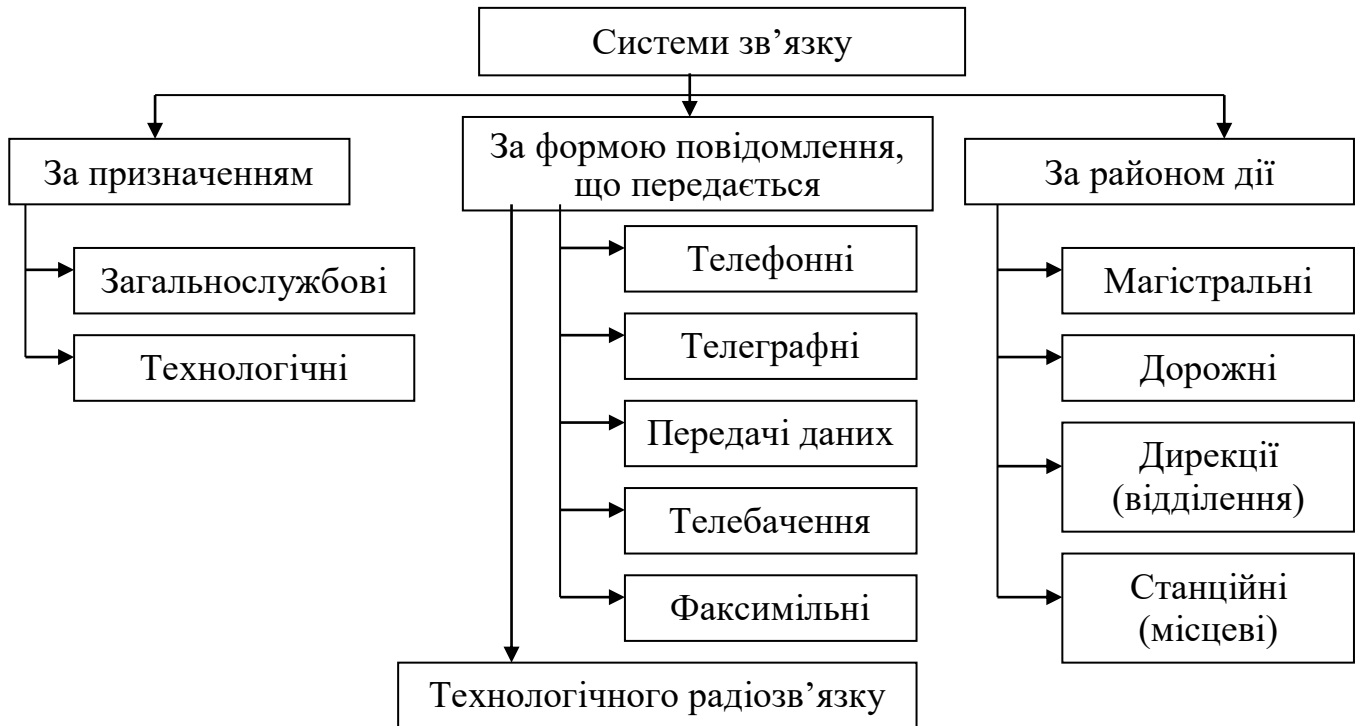 Системи зв’язку
За призначенням
Загальнослужбові
Технологічні
За формою повідомлення,
що передається
Телефонні
Телеграфні
Передачі даних
Телебачення
Факсимільні
Технологічного радіозв’язку
За районом дії
Магістральні
Дорожні
Дирекції
(відділення)
Станційні
(місцеві)